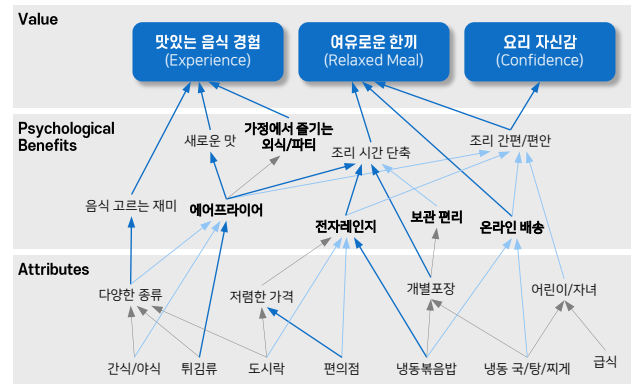 Value
맛있는 음식 경험
(Experience)
여유로운 한끼
(Relaxed Meal)
요리 자신감
(Confidence)
Psychological
Benefits
새로운 맛
가정에서 즐기는
외식/파티
조리 시간 단축
조리 간편/편안
음식 고르는 재미
에어프라이어
전자레인지
보관 편리
온라인 배송
Attributes
다양한 종류
저렴한 가격
개별포장
어린이/자녀
간식/야식
튀김류
도시락
편의점
냉동볶음밥
냉동 국/탕/찌게
급식